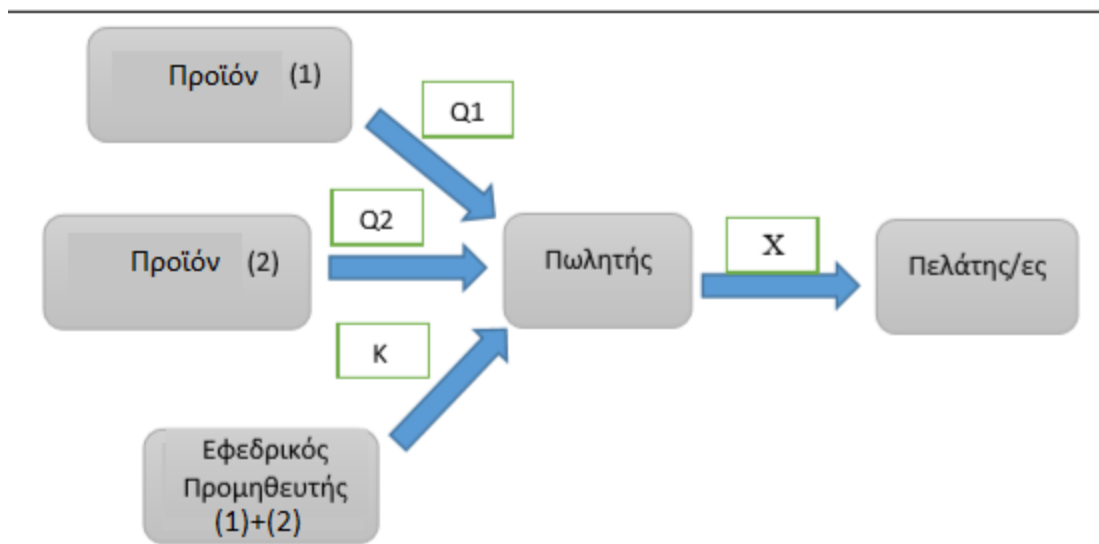 Προϊόν (1)
Q1
Προϊόν (2)
Q2
Πωλητής
X
Πελάτης/ες
K
Εφεδρικός
Προμηθευτής
(1)+(2)